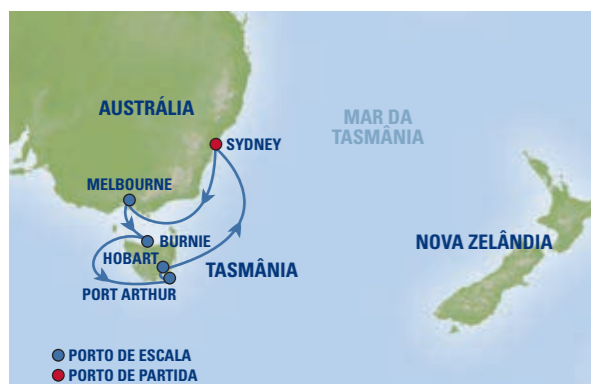 AUSTRÁLIA
MAR DA
TASMÂNIA
SYDNEY
MELBOURNE
BURNIE
HOBART
TASMÂNIA
NOVA ZELÂNDIA
PORT ARTHUR
PORTO DE ESCALA
PORTO DE PARTIDA